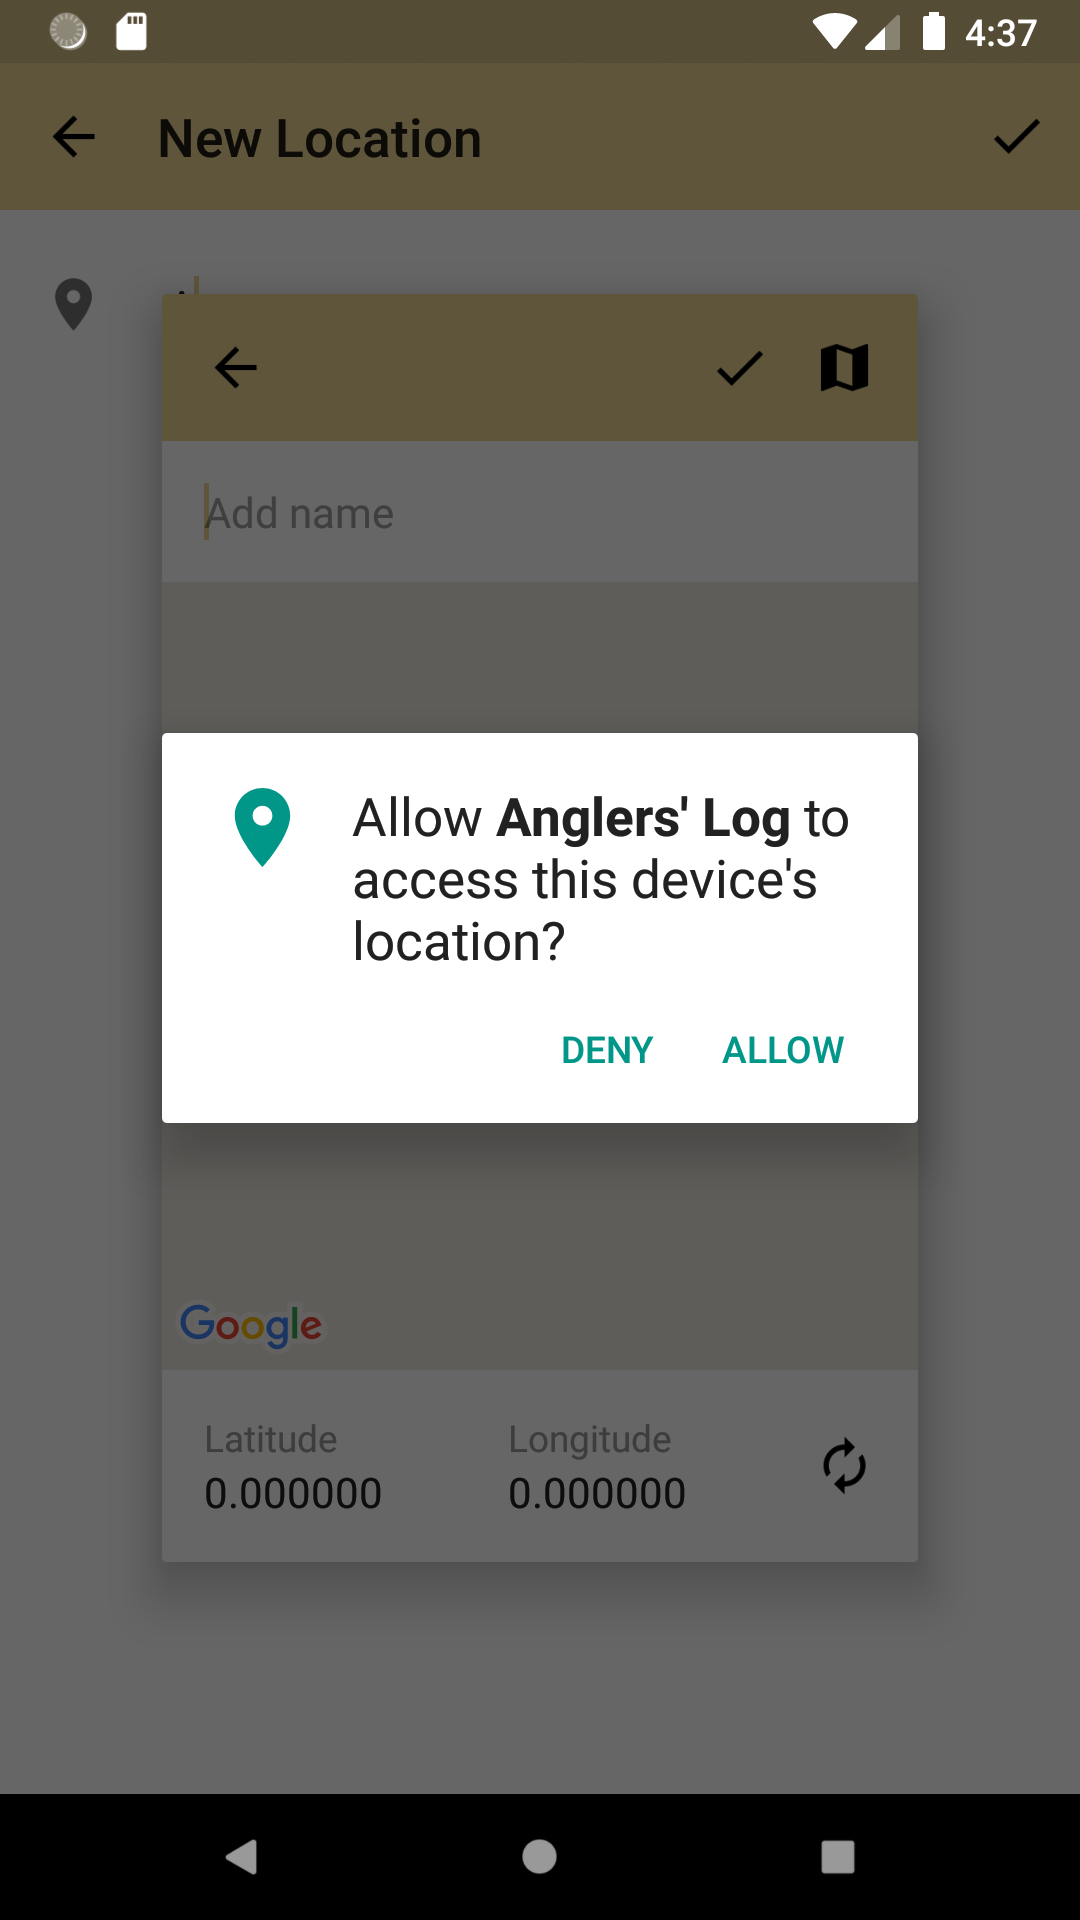 4:37
New Location
Add name
Allow Anglers' Log to
access this device's
location?
DENY ALLOW
Google
Latitude Longitude
0.000000 0.000000